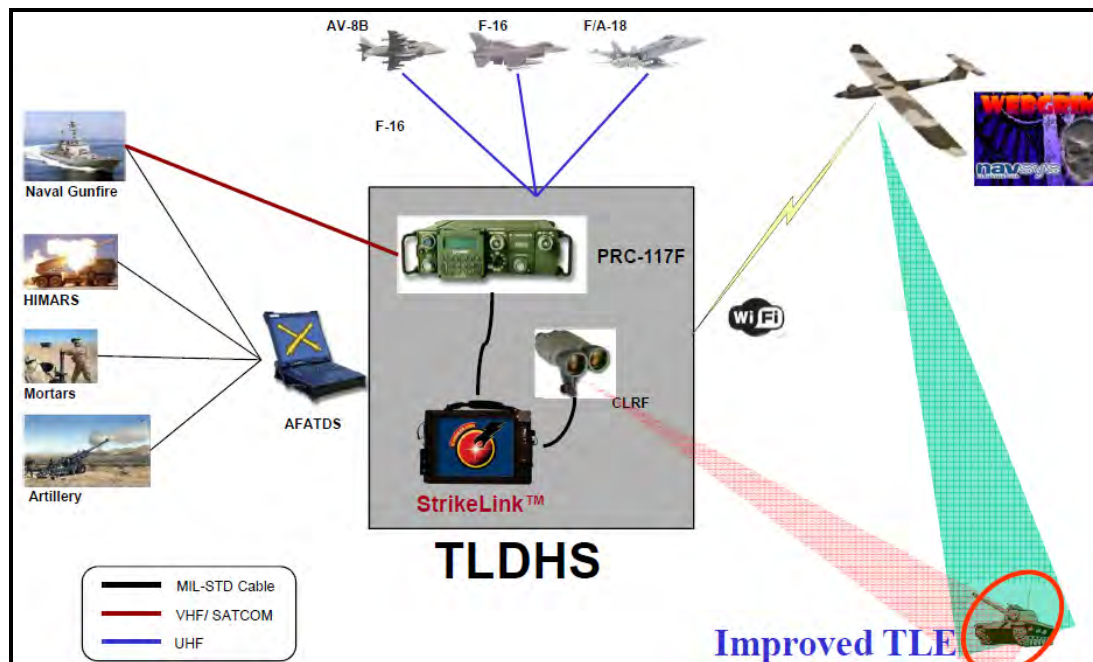 AV-8B
F-16
F/A-18
F-16
WEBGRIM
navsys
Naval Gunfire
PRC-117F
HIMARS
WiFi
Mortars
CLRF
AFATDS
Artillery
StrikeLink™
TLDHS
MIL-STD Cable
VHF/ SATCOM
UHF
Improved TLE